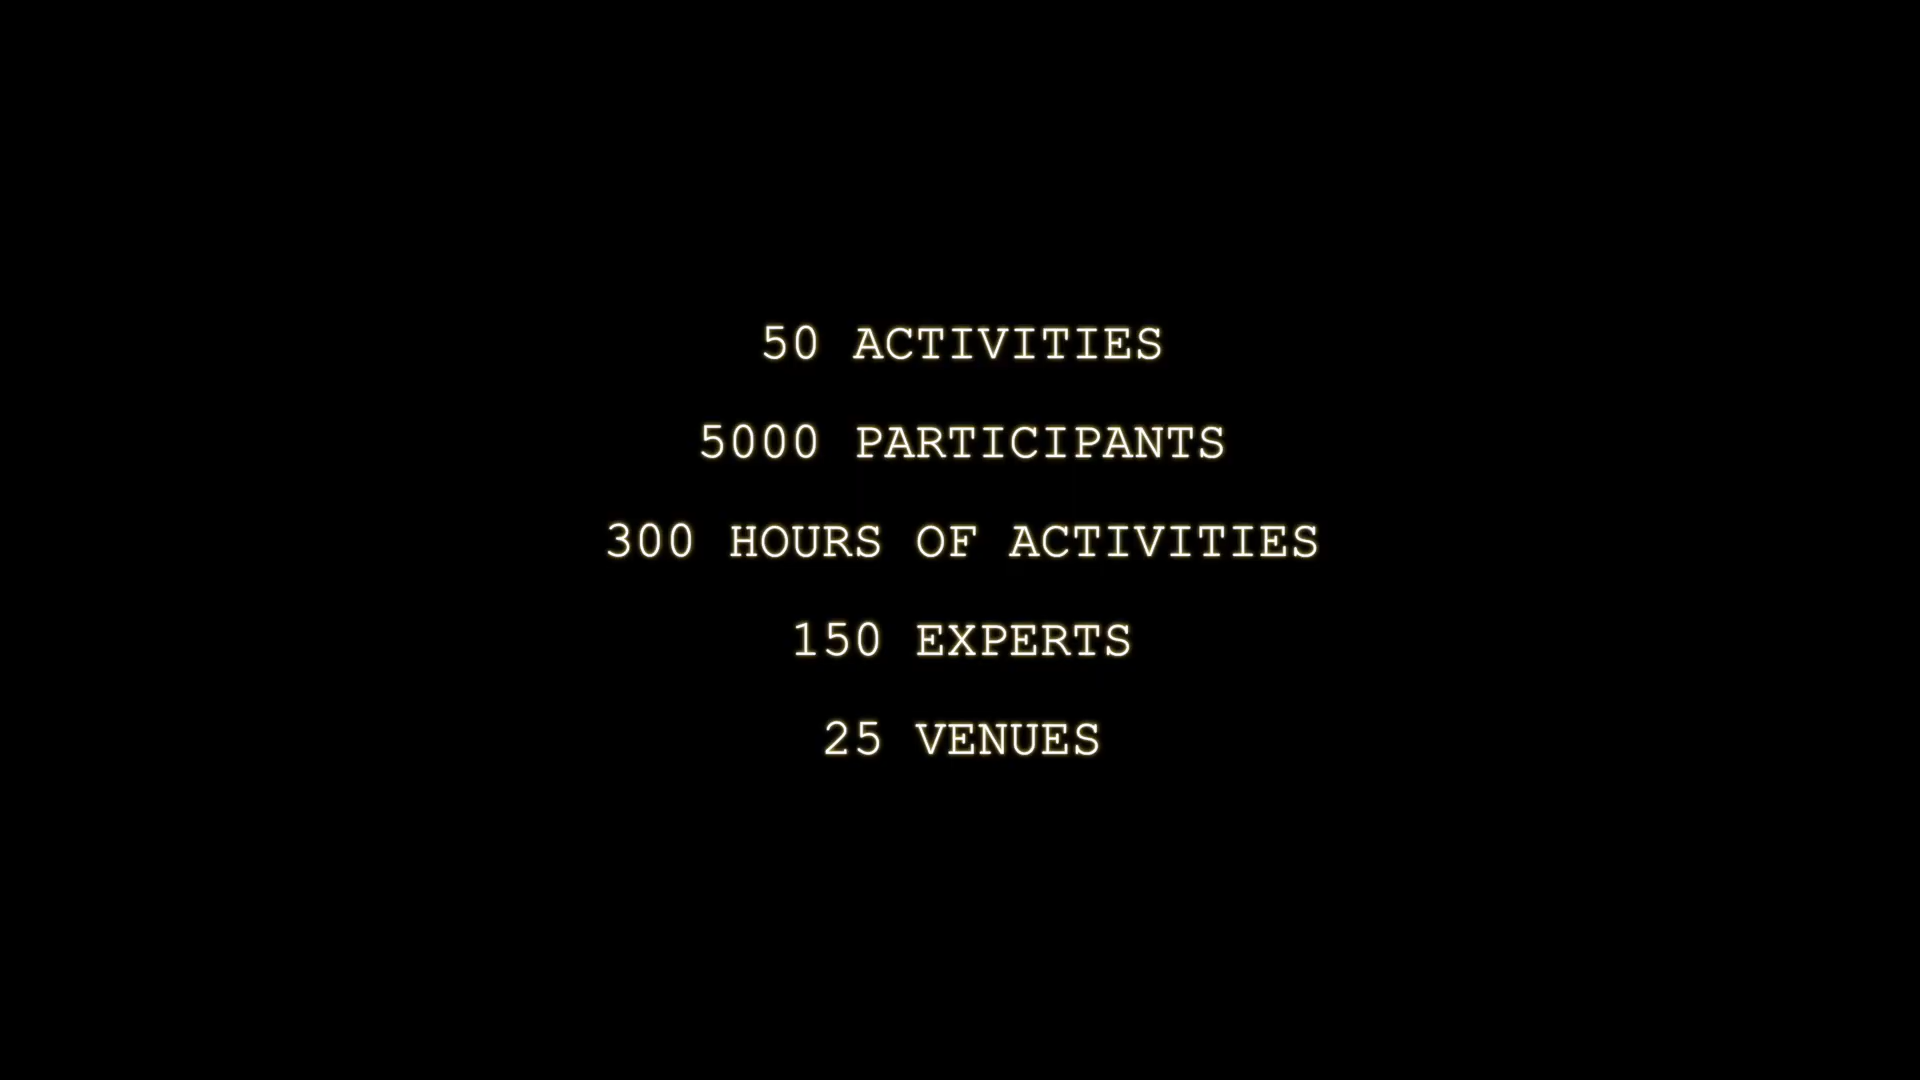 50 ACTIVITIES
5000 PARTICIPANTS
300 HOURS OF ACTIVITIES
150 EXPERTS
25 VENUES